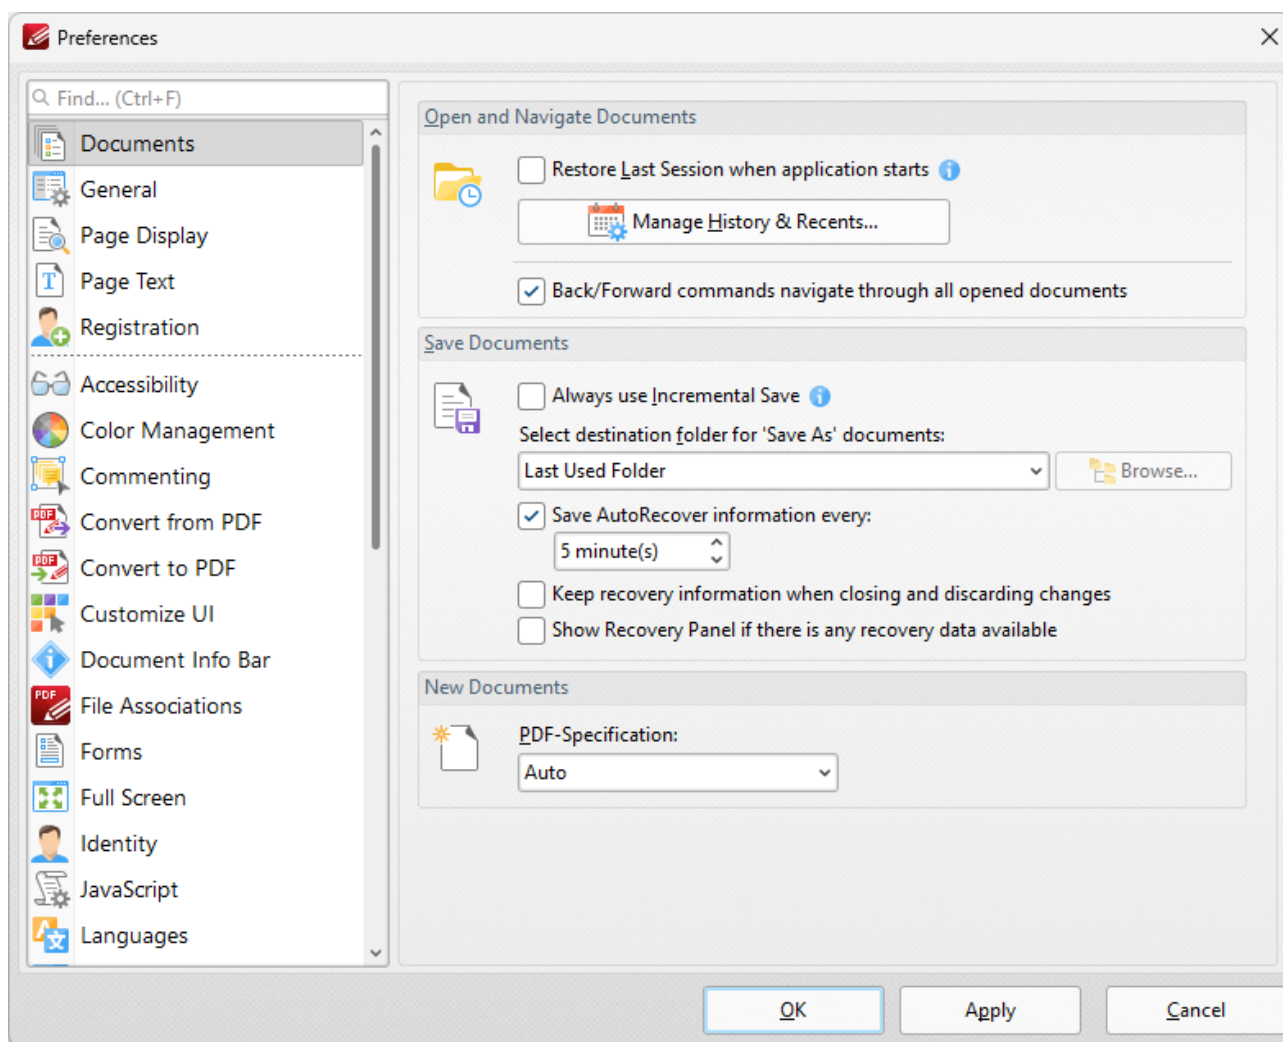 Preferences
Find... (Ctrl+F)
Documents
General
Page Display
Page Text
Registration
Accessibility
Color Management
Commenting
Convert from PDF
Convert to PDF
Customize UI
Document Info Bar
File Associations
Forms
Full Screen
Identity
JavaScript
Languages
Open and Navigate Documents
Restore Last Session when application starts
Manage History & Recents...
Back/Forward commands navigate through all opened documents
Save Documents
Always use Incremental Save
Select destination folder for 'Save As' documents:
Last Used Folder
Browse...
Save AutoRecover information every:
5 minute(s)
Keep recovery information when closing and discarding changes
Show Recovery Panel if there is any recovery data available
New Documents
PDF-Specification:
Auto
OK
Apply
Cancel